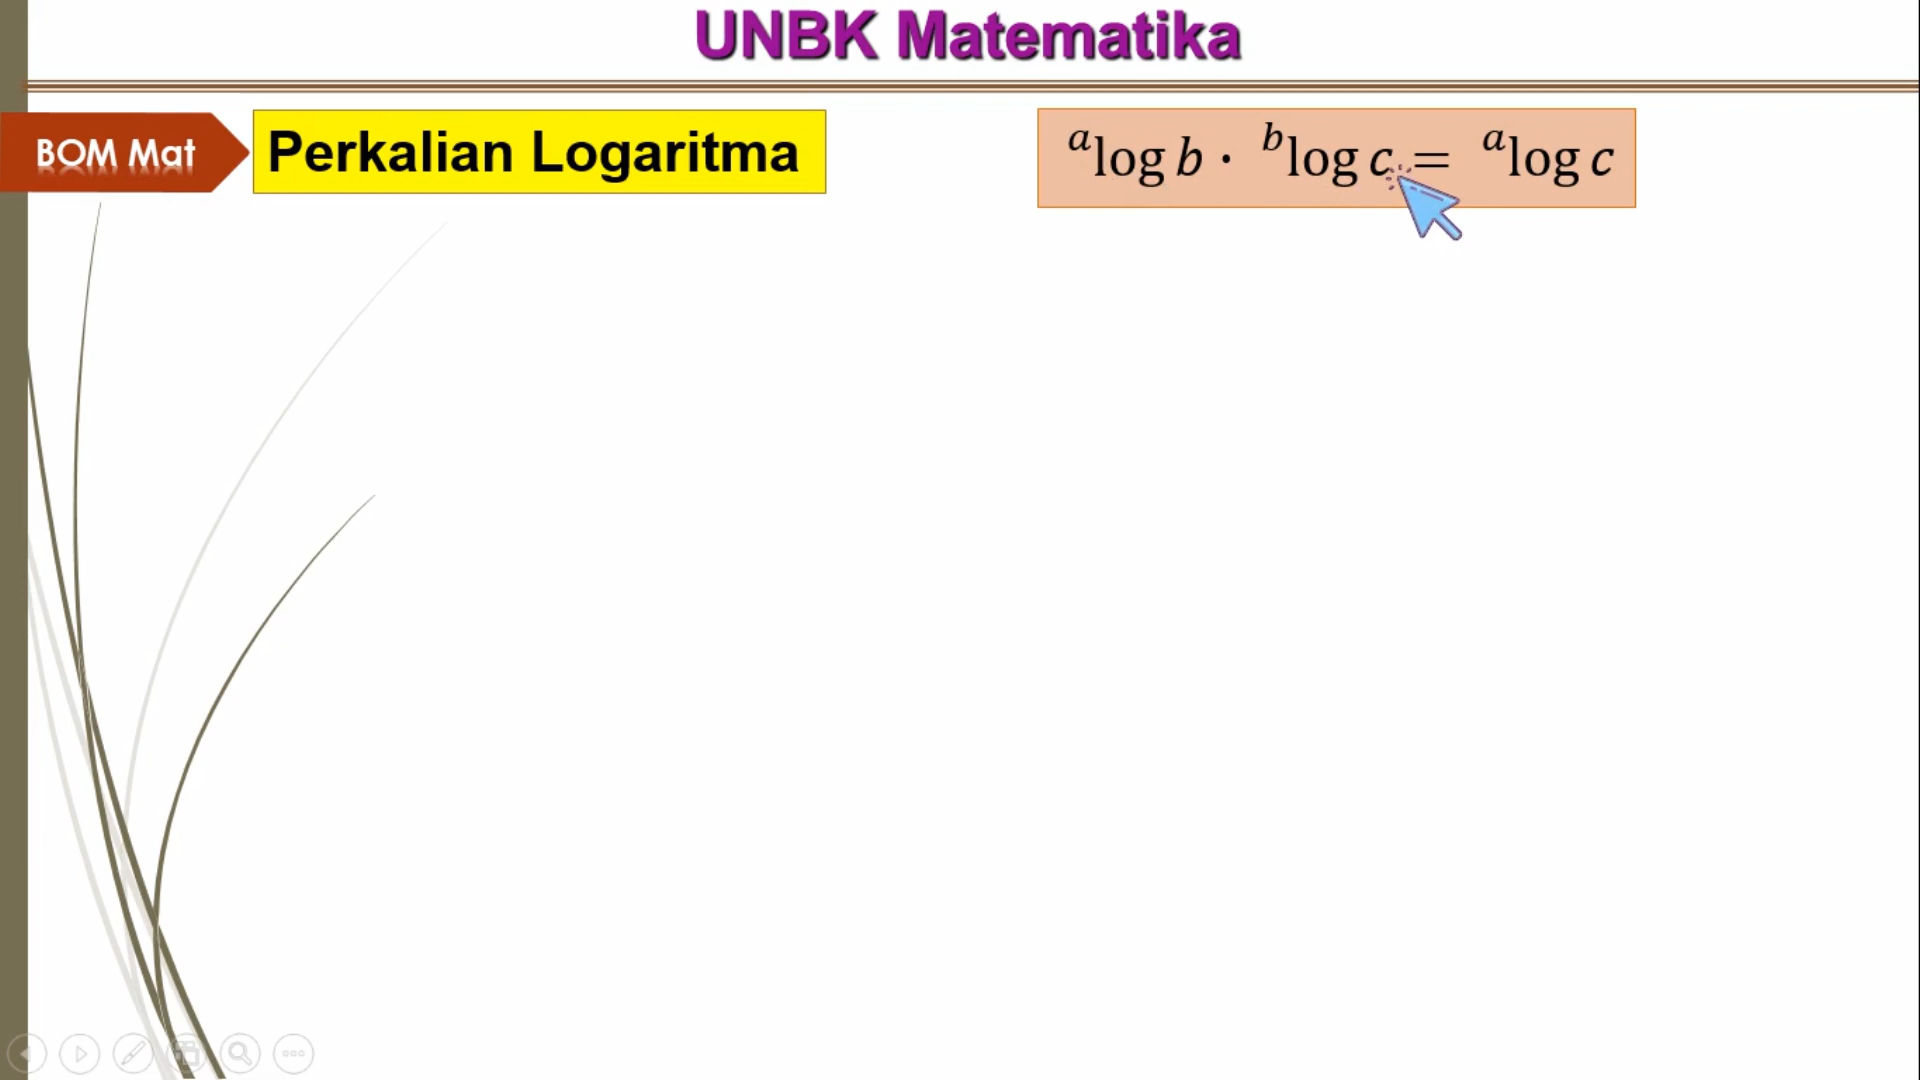 UNBK Matematika
BOM Mat
Perkalian Logaritma
ᵃlog b · ᵇlog c = ᵃlog c